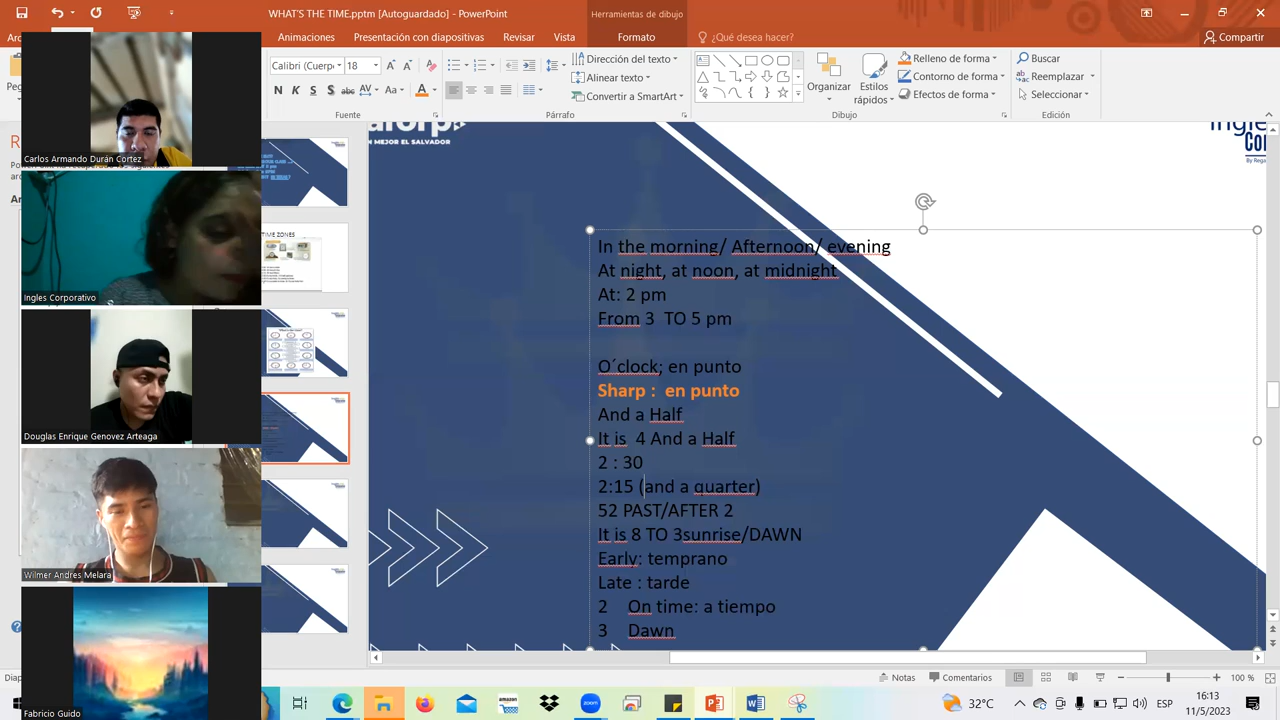 WHAT'S THE TIME [Autoguardado] - PowerPoint
Herramientas de dibujo
Animaciones
Presentación con diapositivas
Programador
Ayuda
Formato
¿Qué desea hacer?
Compartir
Calibri (Cuerpo)
18
Dirección del texto
Alinear texto
Convertir a SmartArt
Organizar
Estilos
rápidos
Relleno de forma
Contorno de forma
Efectos de forma
Buscar
Reemplazar
Seleccionar
Fuente
Párrafo
Dibujo
Edición
Carlos Armando Durán Cortez
Ingles Corporativo
Douglas Enrique Genovez Arteaga
Wilmer Andres Melara
Fabricio Guido
TIME ZONES
N MEJOR EL SALVADOR
In the morning/ Afternoon/ evening
At night, at noon, at midnight
At: 2 pm
From 3 TO 5 pm
O´clock; en punto
Sharp : en punto
And a Half
It is 4 And a Half
2 : 30
2:15 (and a quarter)
52 PAST/AFTER 2
It is 8 TO 3sunrise/DAWN
Early: temprano
Late : tarde
2 On time: a tiempo
3 Dawn
Notas
Comentarios
100 %
32°C
ESP
16:13
11/5/2023